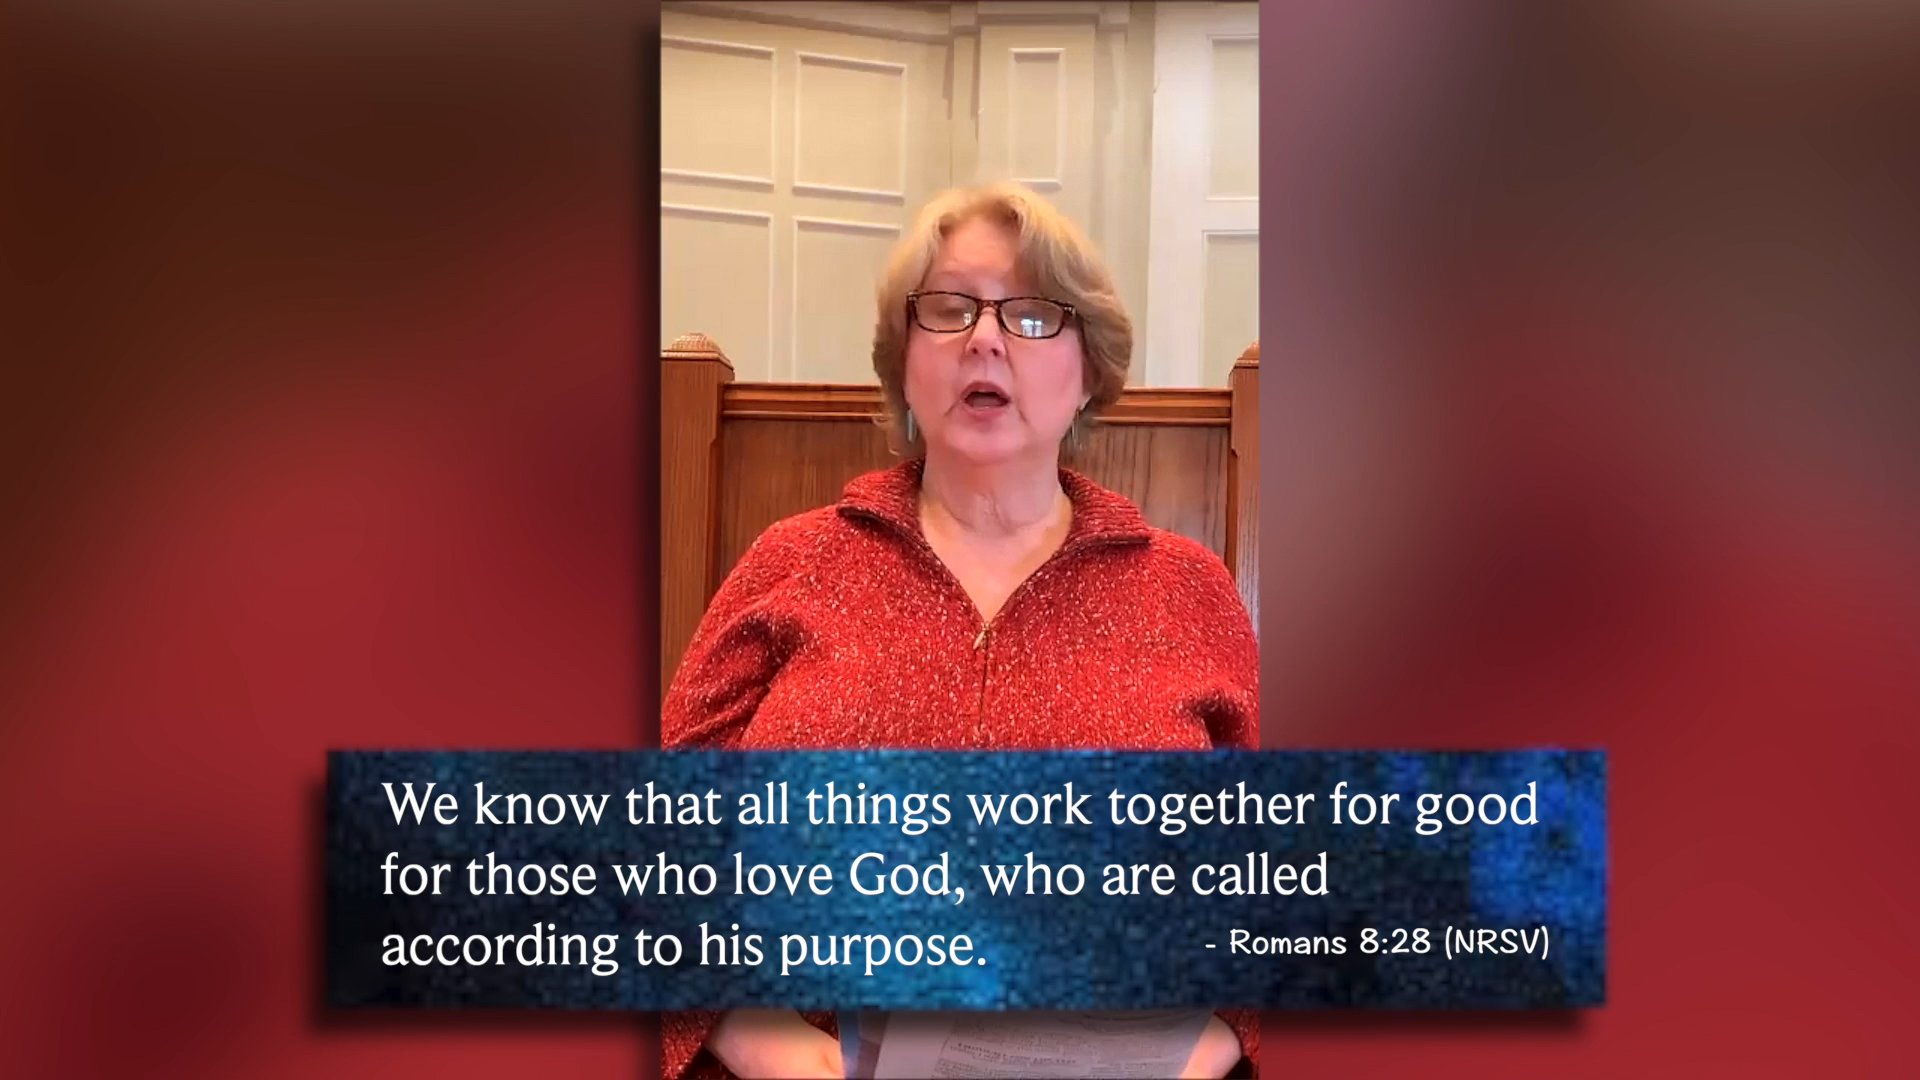 We know that all things work together for good
for those who love God, who are called
according to his purpose.
- Romans 8:28 (NRSV)